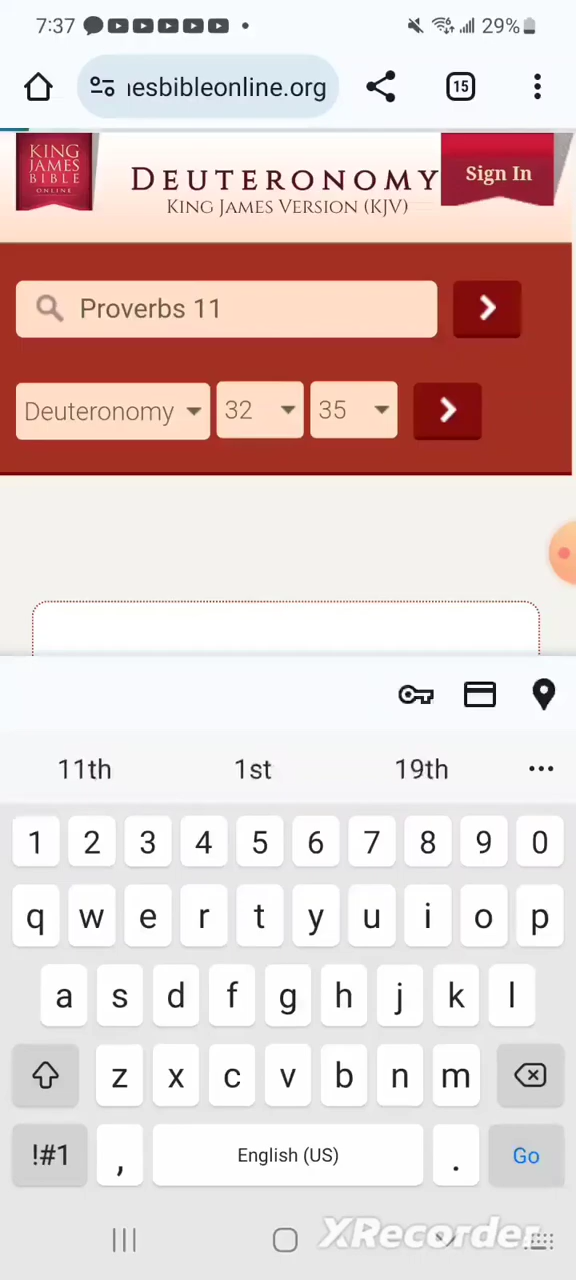 7:37
29%
ıesbibleonline.org
15
KING
JAMES
BIBLE
ONLINE
DEUTERONOMY
KING JAMES VERSION (KJV)
Sign In
Proverbs 11
Deuteronomy 32 35
11th 1st 19th
1 2 3 4 5 6 7 8 9 0
q w e r t y u i o p
a s d f g h j k l
z x c v b n m
!#1 , English (US) . Go
XRecorder